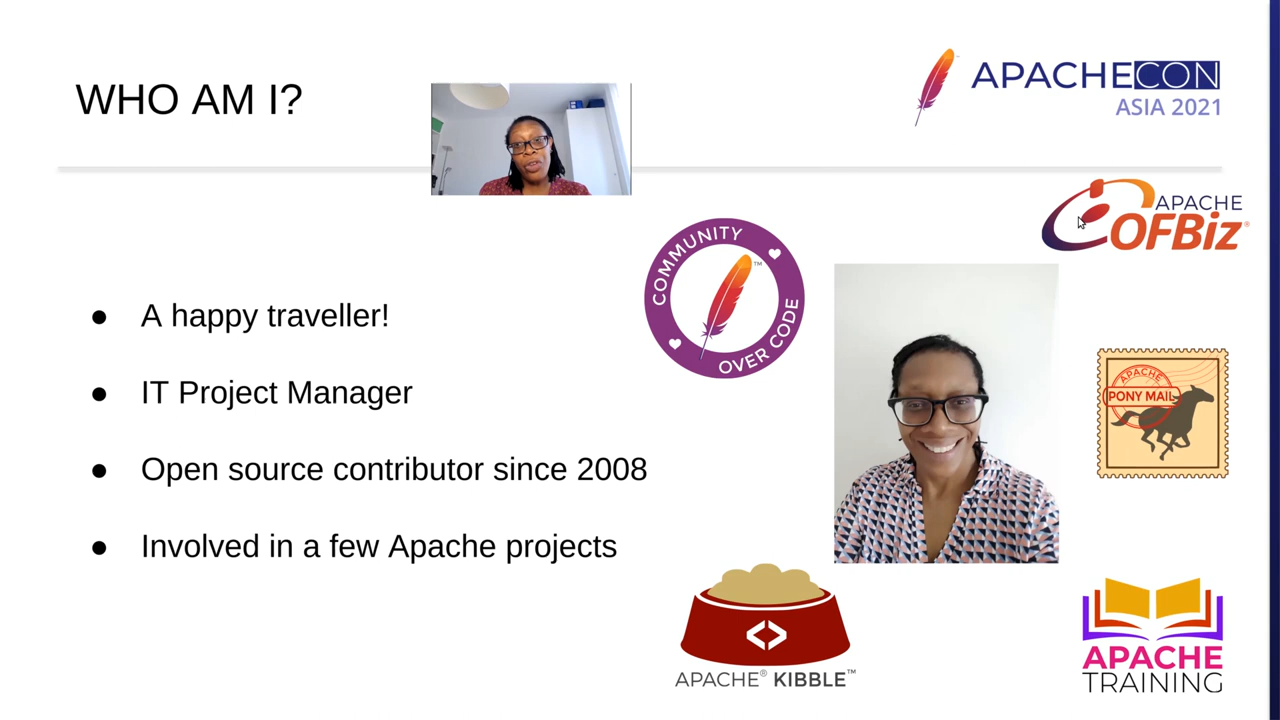 WHO AM I?
APACHECON
ASIA 2021
APACHE
OFBiz®
COMMUNITY
OVER CODE
™
A happy traveller!
IT Project Manager
Open source contributor since 2008
Involved in a few Apache projects
APACHE
PONY MAIL
APACHE® KIBBLE™
APACHE
TRAINING